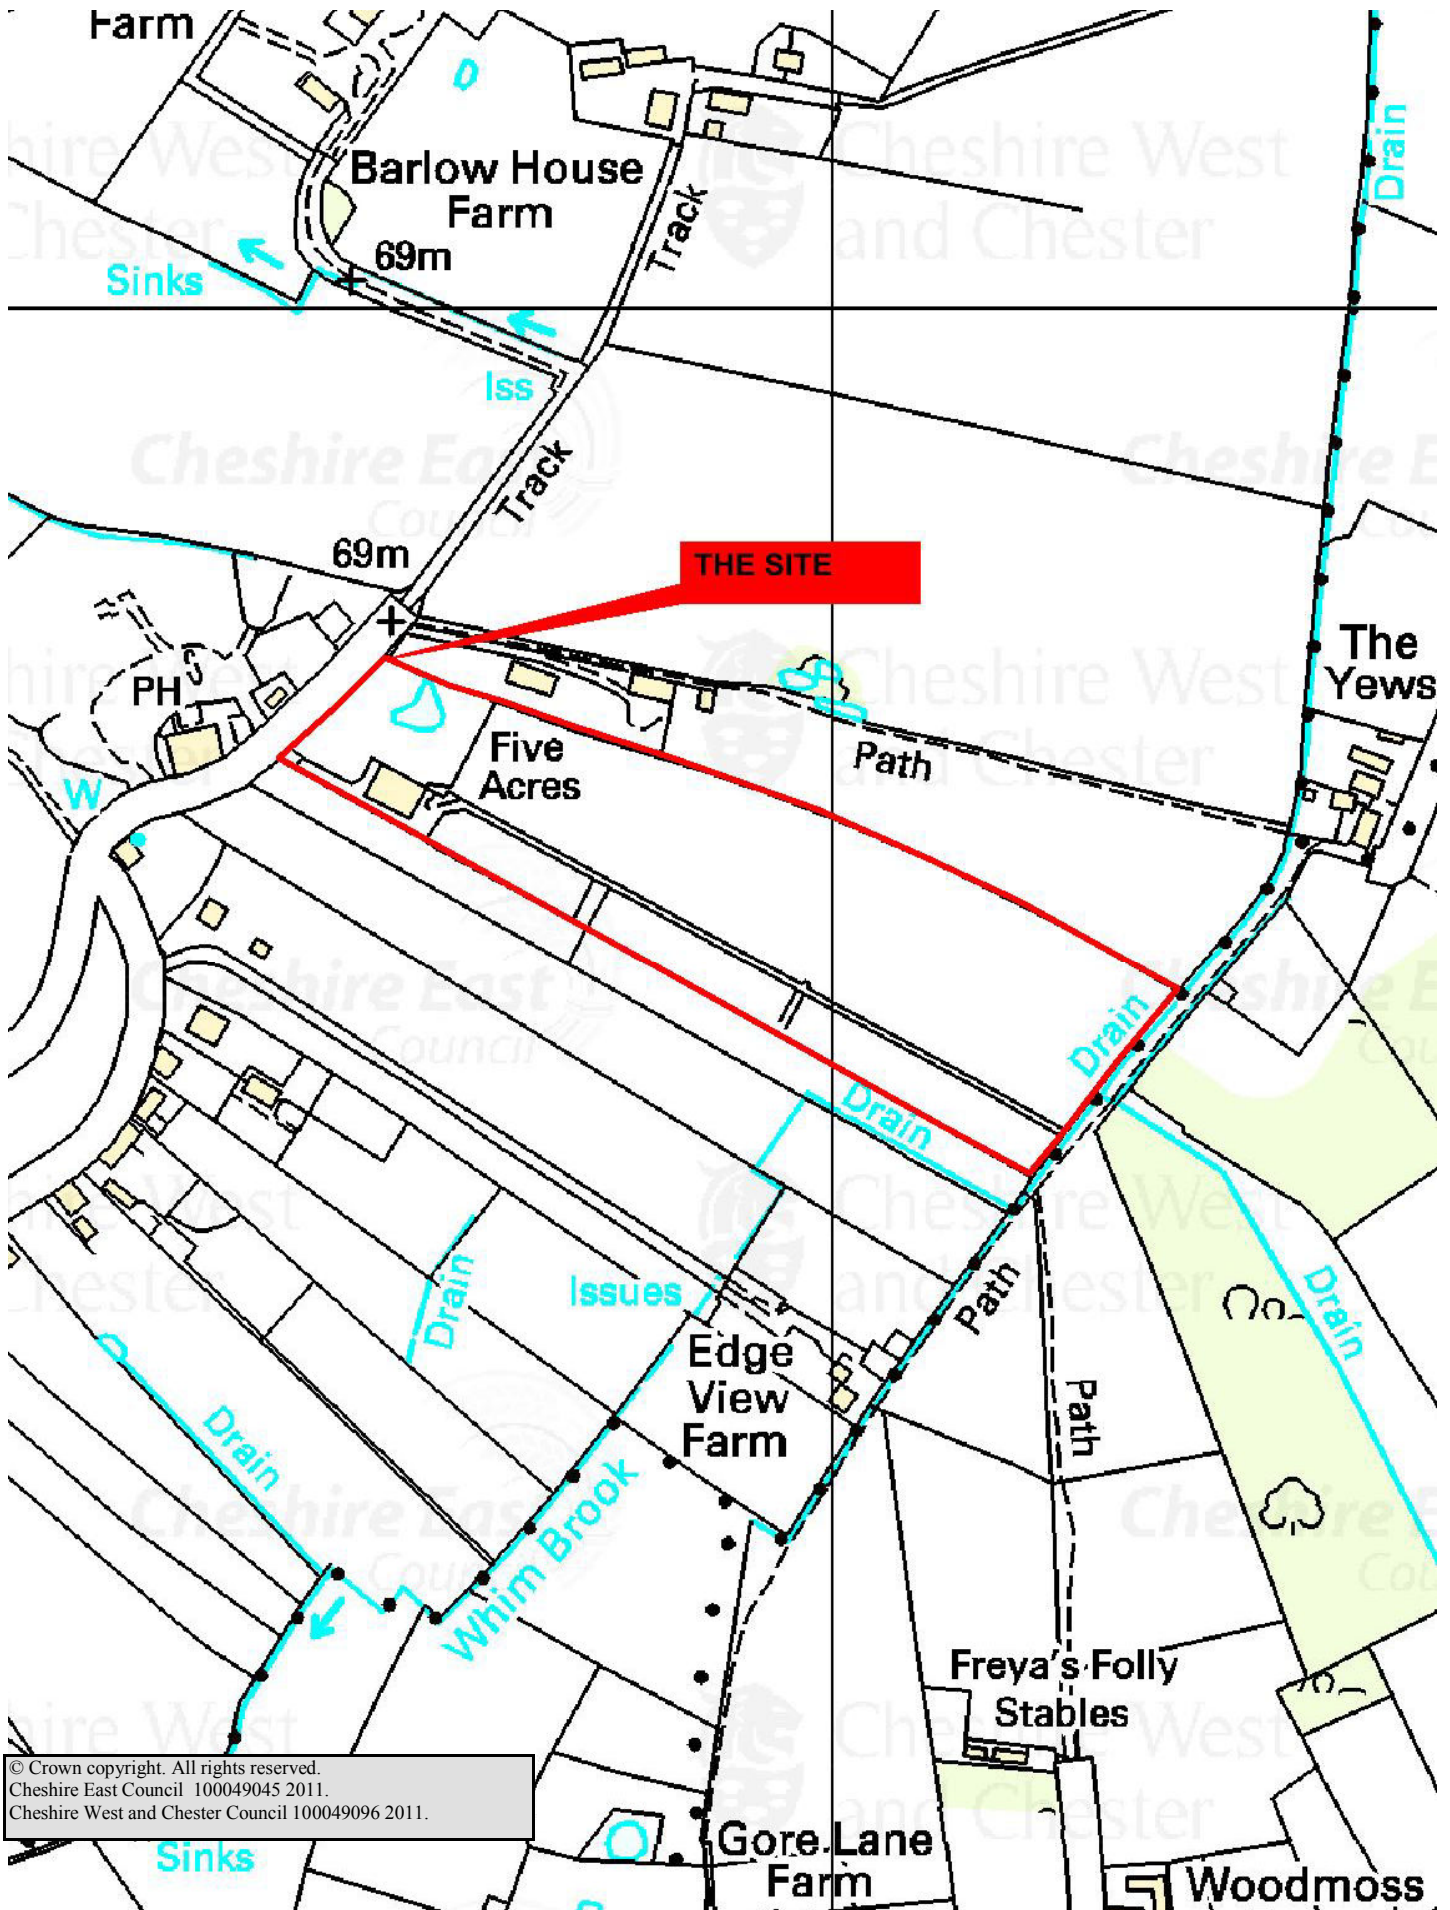 Farm
D
Barlow House
Farm
Track
Drain
69m
Sinks
Iss
Track
69m
THE SITE
The
Yews
PH
Five
Acres
Path
W
Drain
Drain
Path
Issues
Drain
Drain
Edge
View
Farm
Path
Drain
Whim Brook
Freya's Folly
Stables
© Crown copyright. All rights reserved.
Cheshire East Council 100049045 2011.
Cheshire West and Chester Council 100049096 2011.
Sinks
Gore Lane
Farm
Woodmoss
Cheshire West
and Chester
Cheshire East
Council